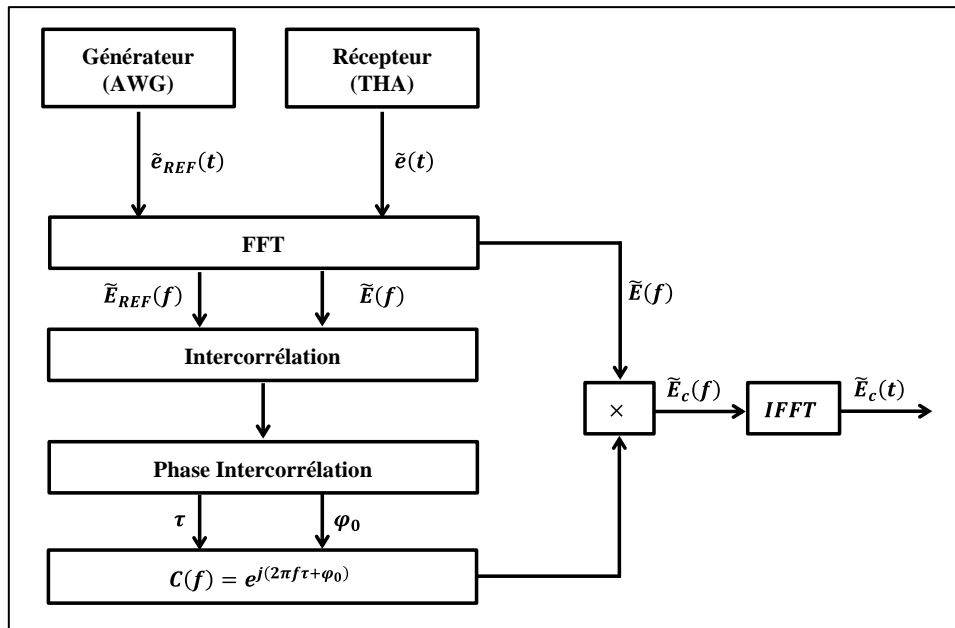 Générateur
(AWG)
Récepteur
(THA)
ẽ_REF(t)
ẽ(t)
FFT
Ẽ_REF(f)
Ẽ(f)
Ẽ(f)
Intercorrélation
Ẽ_c(f)
Ẽ_c(t)
×
IFFT
Phase Intercorrélation
τ
φ_0
C(f) = e^{j(2πfτ+φ_0)}